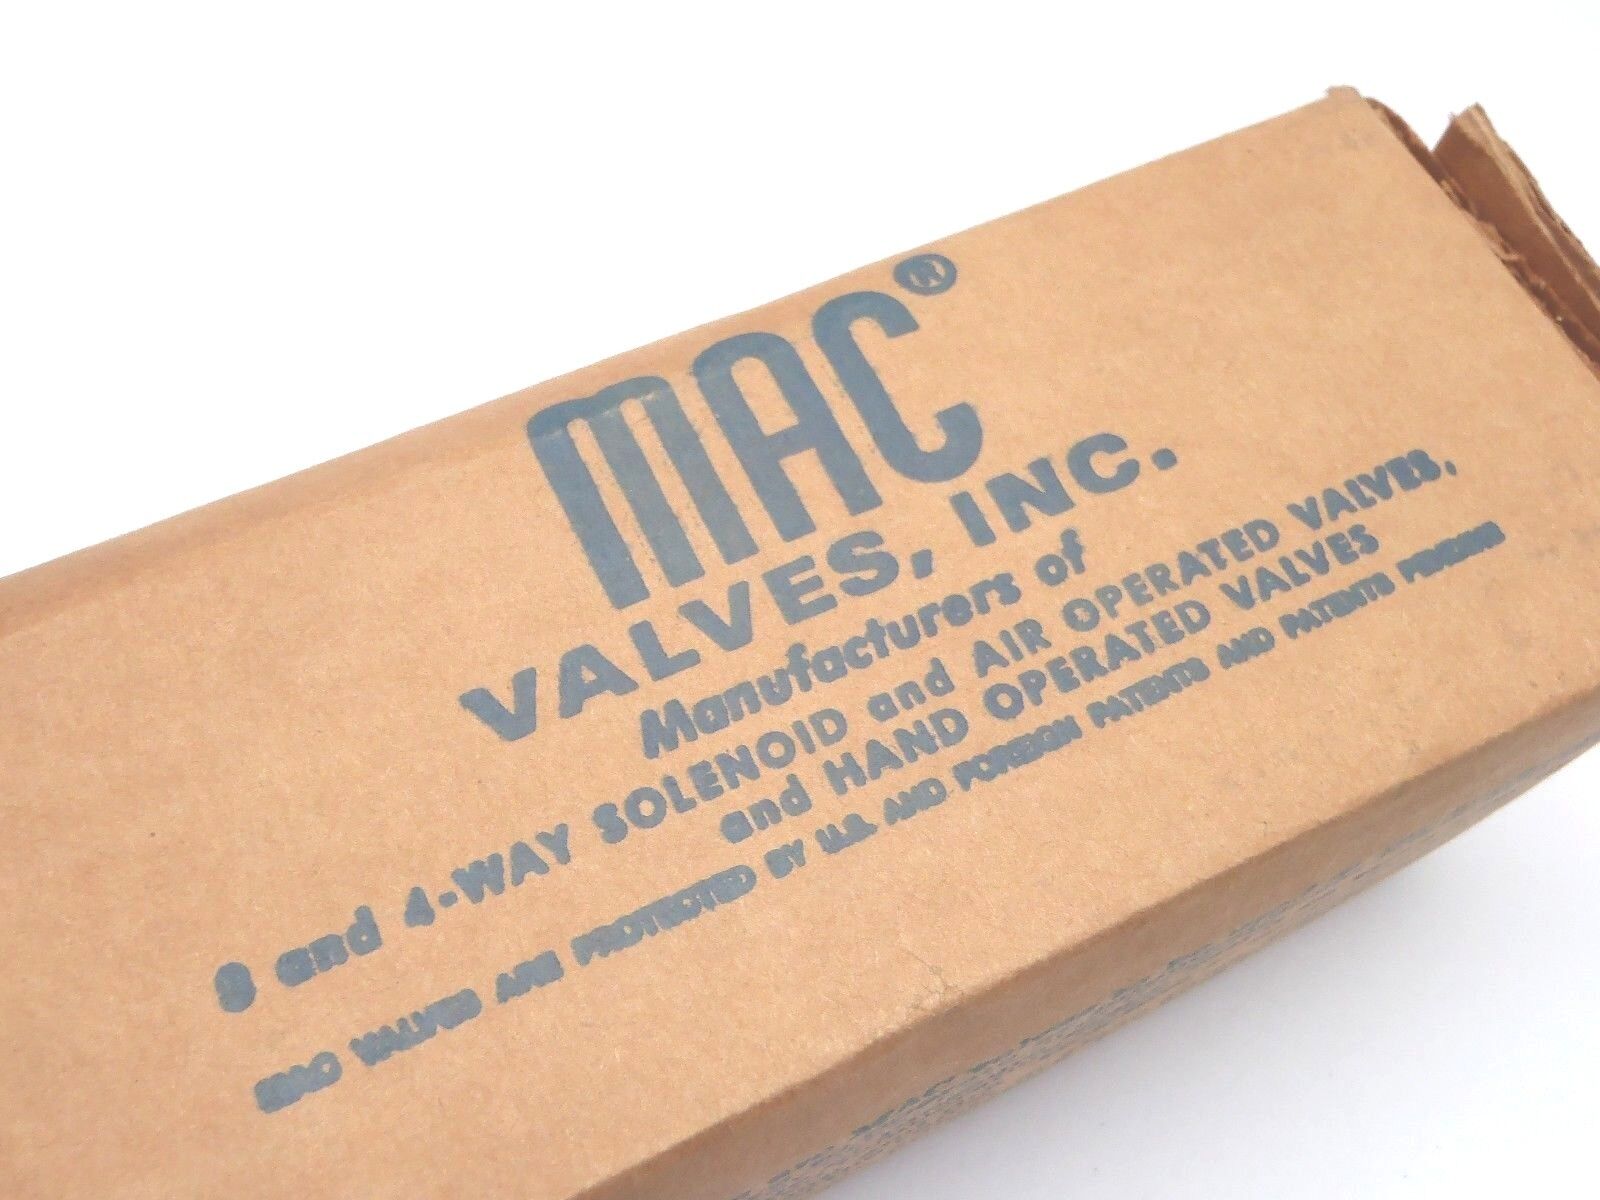 MAC®
VALVES, INC.
Manufacturers of
3 and 4-WAY SOLENOID and AIR OPERATED VALVES,
and HAND OPERATED VALVES
MAC VALVES ARE PROTECTED BY U.S. AND FOREIGN PATENTS AND PATENTS PENDING